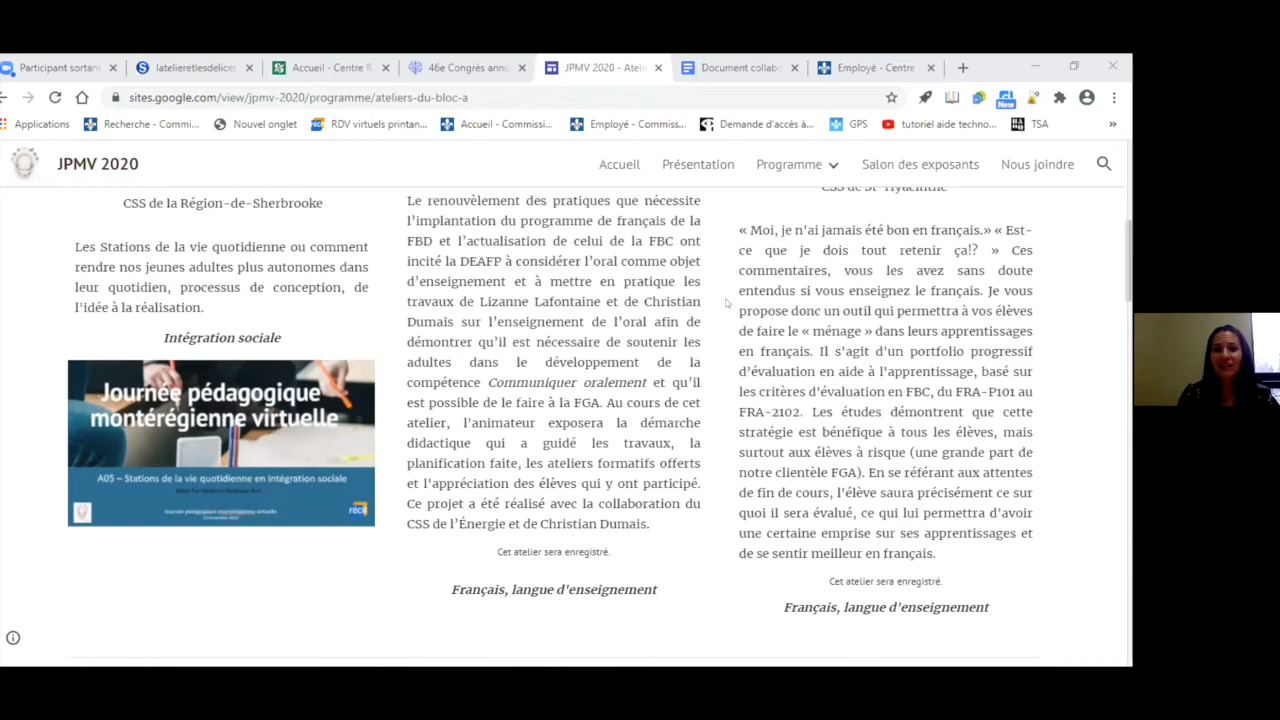 Participant sortan
latelieretlesdelices
Accueil - Centre R
46e Congrès annu
JPMV 2020 - Ateli
Document collab
Employé - Centre
sites.google.com/view/jpmv-2020/programme/ateliers-du-bloc-a
New
Applications
Recherche - Commi...
Nouvel onglet
RDV virtuels printan...
Accueil - Commissi...
Employé - Commiss...
Demande d'accès à...
GPS
tutoriel aide techno...
TSA
»
JPMV 2020
Accueil
Présentation
Programme
Salon des exposants
Nous joindre
CSS de la Région-de-Sherbrooke
Les Stations de la vie quotidienne ou comment
rendre nos jeunes adultes plus autonomes dans
leur quotidien, processus de conception, de
l'idée à la réalisation.
Intégration sociale
Journée pédagogique
montérégienne virtuelle
A05 – Stations de la vie quotidienne en intégration sociale
Journée pédagogique montérégienne virtuelle
récit
Le renouvèlement des pratiques que nécessite
l'implantation du programme de français de la
FBD et l'actualisation de celui de la FBC ont
incité la DEAFP à considérer l'oral comme objet
d'enseignement et à mettre en pratique les
travaux de Lizanne Lafontaine et de Christian
Dumais sur l'enseignement de l'oral afin de
démontrer qu'il est nécessaire de soutenir les
adultes dans le développement de la
compétence Communiquer oralement et qu'il
est possible de le faire à la FGA. Au cours de cet
atelier, l'animateur exposera la démarche
didactique qui a guidé les travaux, la
planification faite, les ateliers formatifs offerts
et l'appréciation des élèves qui y ont participé.
Ce projet a été réalisé avec la collaboration du
CSS de l'Énergie et de Christian Dumais.
Cet atelier sera enregistré.
Français, langue d'enseignement
CSS de St-Hyacinthe
« Moi, je n'ai jamais été bon en français.» « Est-
ce que je dois tout retenir ça!? » Ces
commentaires, vous les avez sans doute
entendus si vous enseignez le français. Je vous
propose donc un outil qui permettra à vos élèves
de faire le « ménage » dans leurs apprentissages
en français. Il s'agit d'un portfolio progressif
d'évaluation en aide à l'apprentissage, basé sur
les critères d'évaluation en FBC, du FRA-P101 au
FRA-2102. Les études démontrent que cette
stratégie est bénéfique à tous les élèves, mais
surtout aux élèves à risque (une grande part de
notre clientèle FGA). En se référant aux attentes
de fin de cours, l'élève saura précisément ce sur
quoi il sera évalué, ce qui lui permettra d'avoir
une certaine emprise sur ses apprentissages et
de se sentir meilleur en français.
Cet atelier sera enregistré.
Français, langue d'enseignement